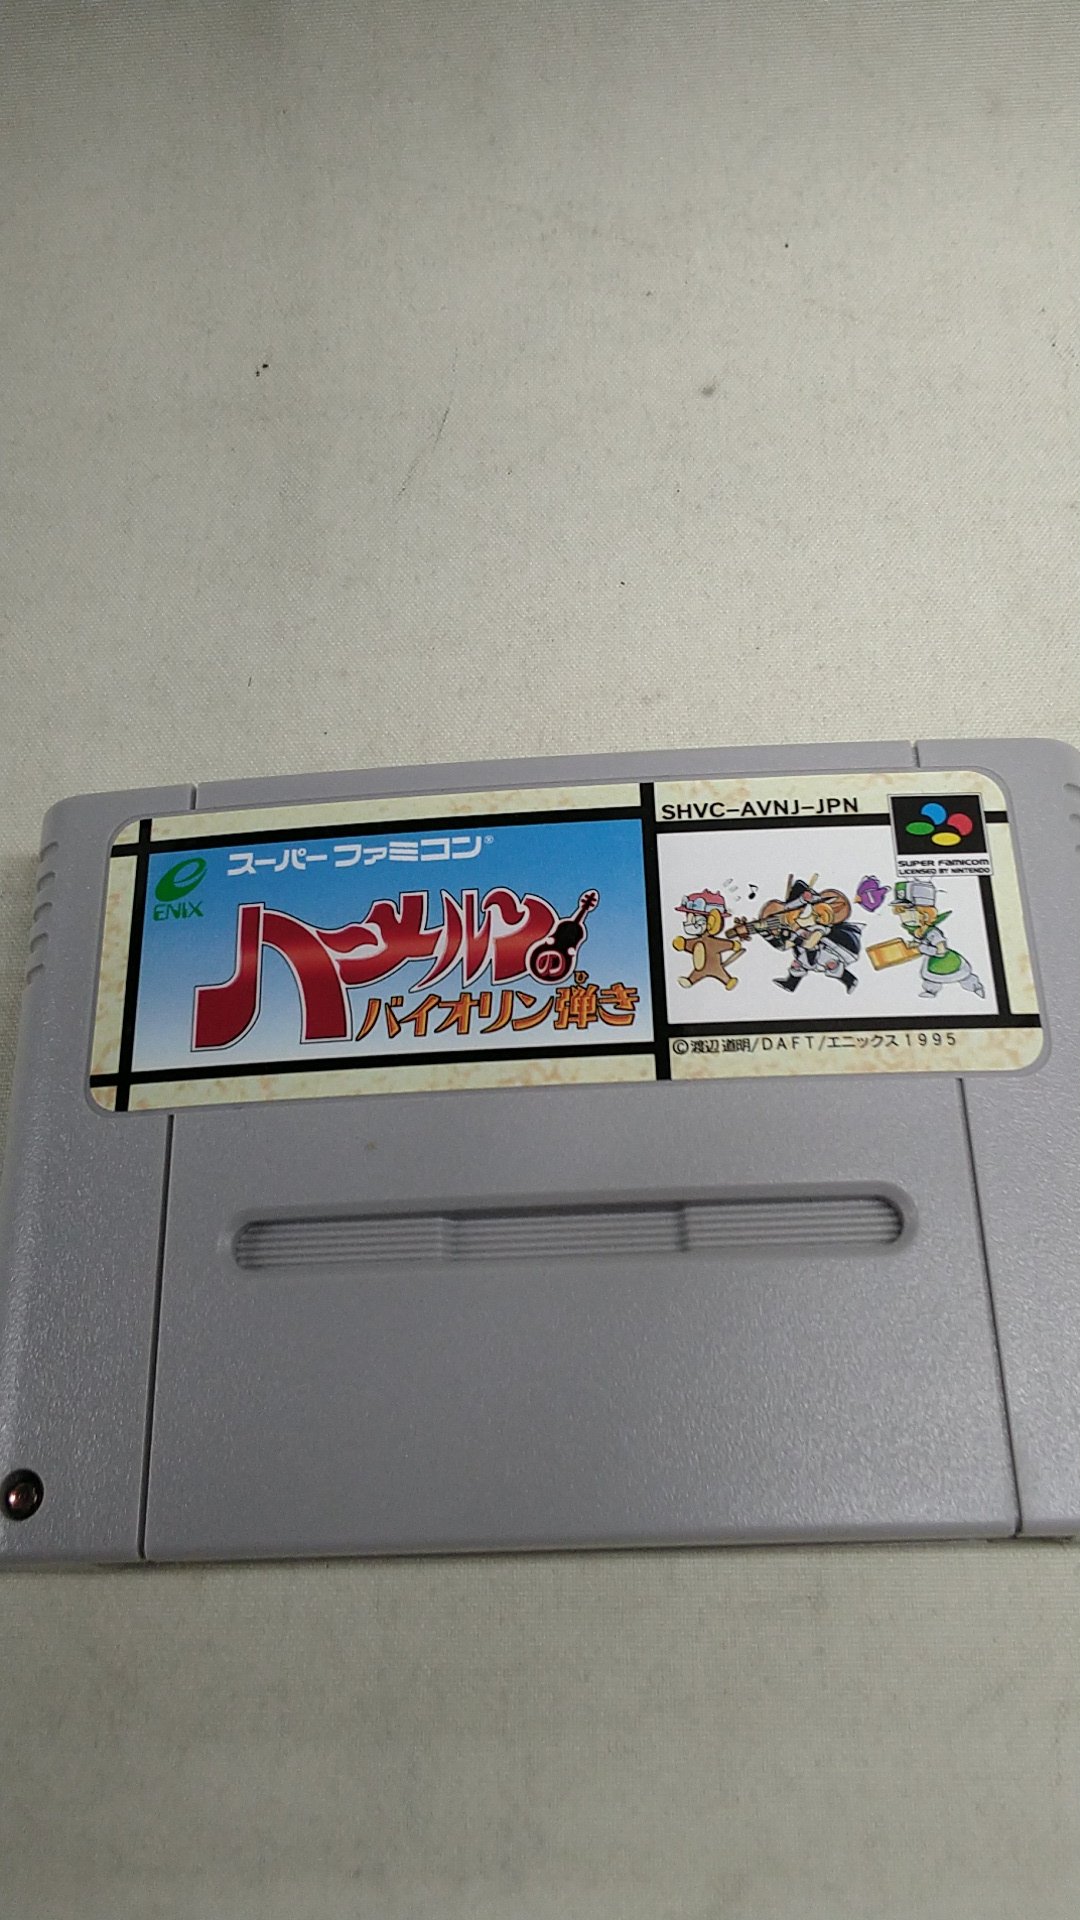 スーパーファミコン®
ENIX
ハーメルンの
バイオリン弾き
ひ
SHVC-AVNJ-JPN
SUPER FAMICOM
LICENSED BY NINTENDO
©渡辺道明/DAFT/エニックス1995